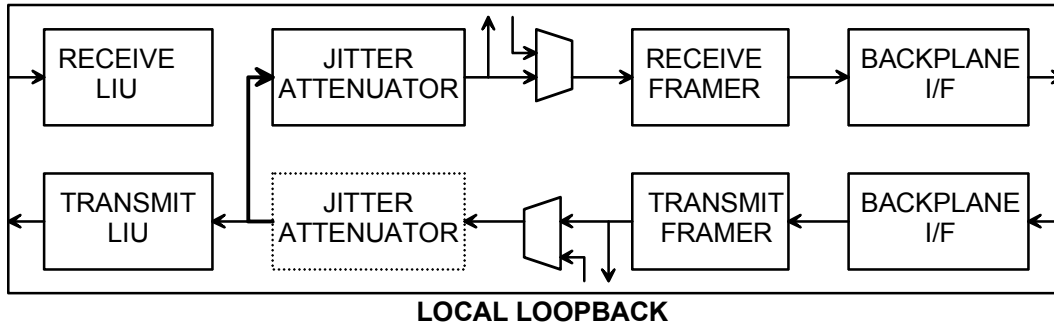 RECEIVE
LIU
JITTER
ATTENUATOR
RECEIVE
FRAMER
BACKPLANE
I/F
TRANSMIT
LIU
JITTER
ATTENUATOR
TRANSMIT
FRAMER
BACKPLANE
I/F
LOCAL LOOPBACK